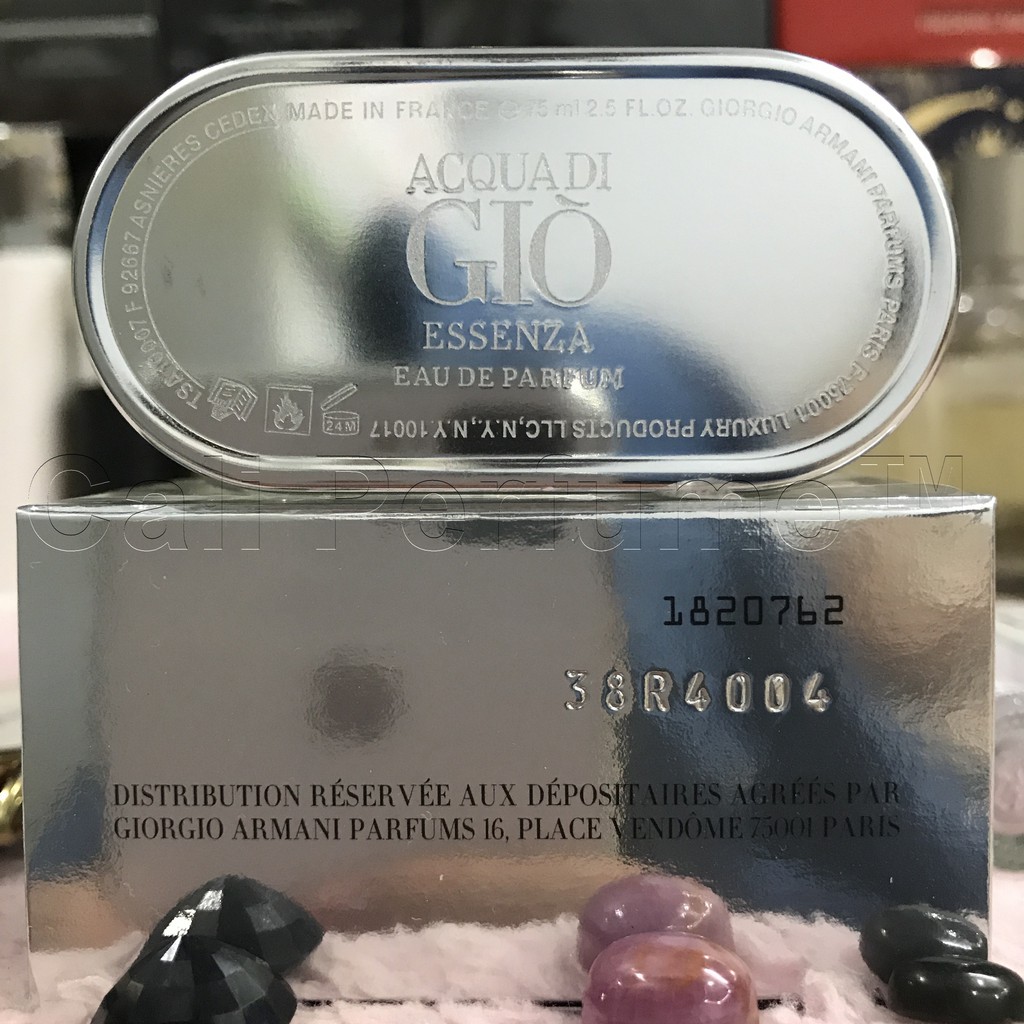 TSA 10007 F 92667 ASNIERES CEDEX MADE IN FRANCE 75 ml 2.5 FL.OZ. GIORGIO ARMANI PARFUMS PARIS F-75001 LUXURY PRODUCTS LLC, N.Y., N.Y. 10017
ACQUA DI
GIÒ
ESSENZA
EAU DE PARFUM
24M
Cali Perfume™
1820762
38R4004
DISTRIBUTION RÉSERVÉE AUX DÉPOSITAIRES AGRÉÉS PAR
GIORGIO ARMANI PARFUMS 16, PLACE VENDÔME 75001 PARIS